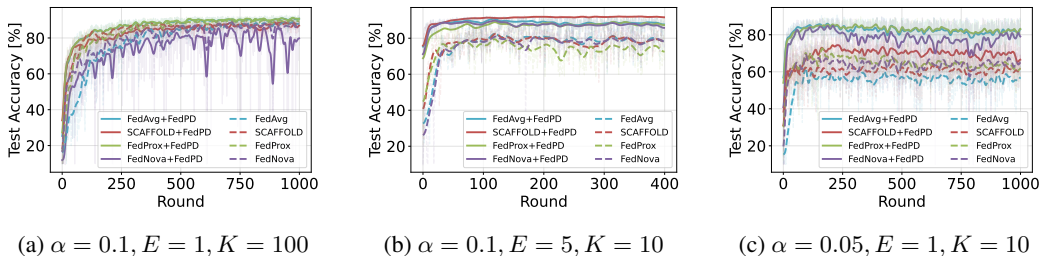 Test Accuracy [%]
80
60
40
20
FedAvg+FedPD FedAvg
SCAFFOLD+FedPD SCAFFOLD
FedProx+FedPD FedProx
FedNova+FedPD FedNova
0 250 500 750 1000
Round
(a) α = 0.1, E = 1, K = 100
Test Accuracy [%]
80
60
40
20
FedAvg+FedPD FedAvg
SCAFFOLD+FedPD SCAFFOLD
FedProx+FedPD FedProx
FedNova+FedPD FedNova
0 100 200 300 400
Round
(b) α = 0.1, E = 5, K = 10
Test Accuracy [%]
80
60
40
20
FedAvg+FedPD FedAvg
SCAFFOLD+FedPD SCAFFOLD
FedProx+FedPD FedProx
FedNova+FedPD FedNova
0 250 500 750 1000
Round
(c) α = 0.05, E = 1, K = 10